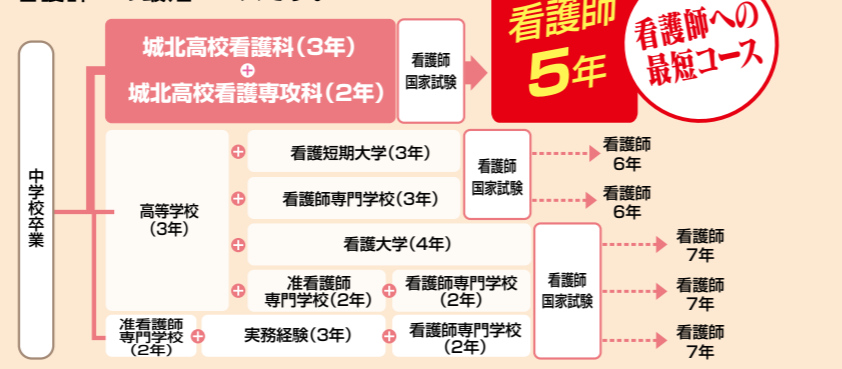 中学校卒業
城北高校看護科(3年)
+
城北高校看護専攻科(2年)
看護師
国家試験
看護師
5年
看護師への
最短コース
高等学校
(3年)
+
看護短期大学(3年)
+
看護師専門学校(3年)
看護師
国家試験
看護師
6年
看護師
6年
+
看護大学(4年)
+
准看護師
専門学校(2年)
+
看護師専門学校
(2年)
准看護師
専門学校
(2年)
+
実務経験(3年)
+
看護師専門学校
(2年)
看護師
国家試験
看護師
7年
看護師
7年
看護師
7年